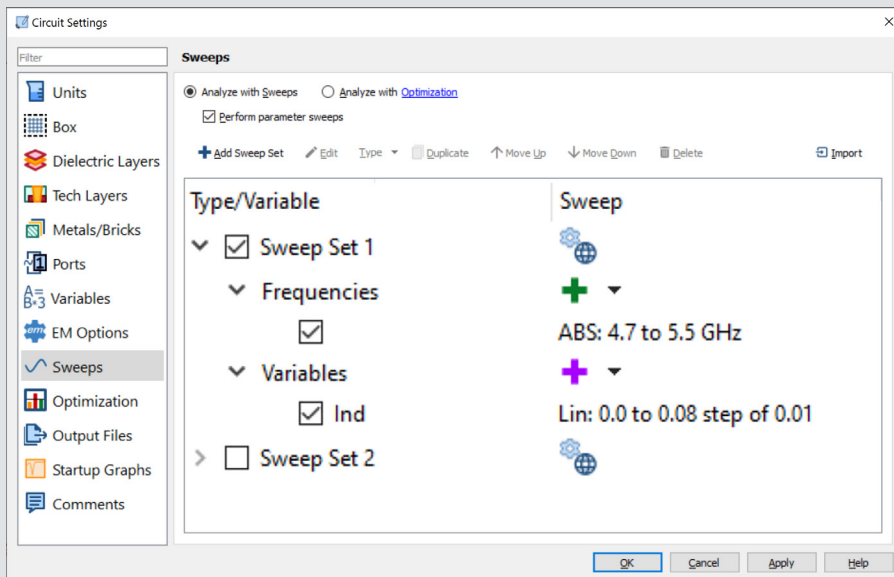 Circuit Settings
Filter
Units
Box
Dielectric Layers
Tech Layers
Metals/Bricks
Ports
Variables
EM Options
Sweeps
Optimization
Output Files
Startup Graphs
Comments
Sweeps
Analyze with Sweeps Analyze with Optimization
Perform parameter sweeps
Add Sweep Set Edit Type Duplicate Move Up Move Down Delete Import
Type/Variable Sweep
Sweep Set 1
Frequencies
ABS: 4.7 to 5.5 GHz
Variables
Ind Lin: 0.0 to 0.08 step of 0.01
Sweep Set 2
OK Cancel Apply Help